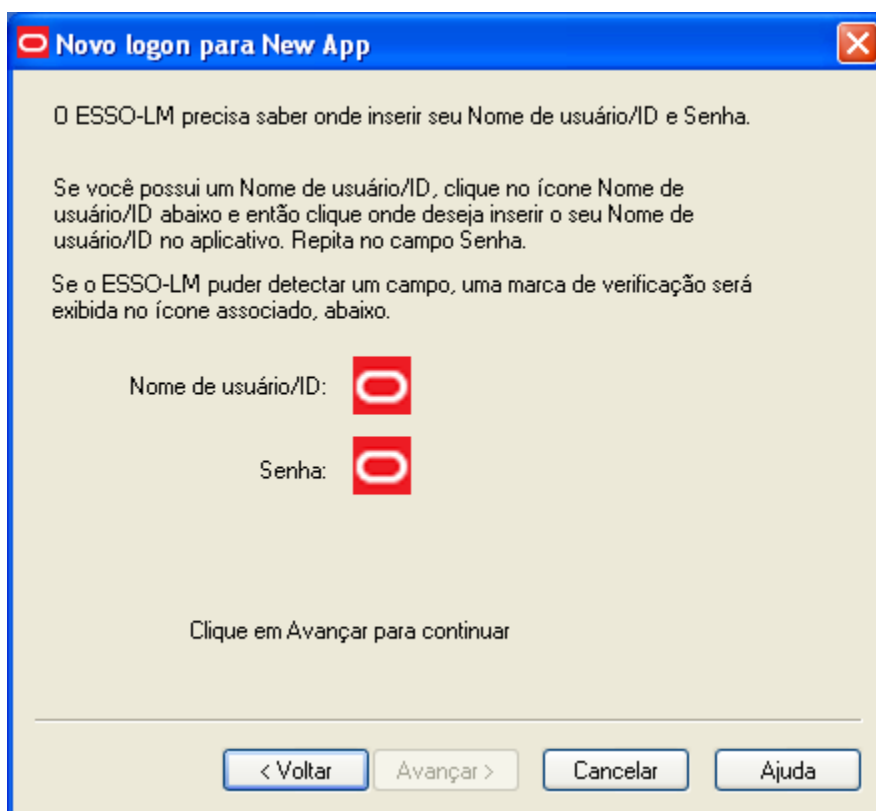 Novo logon para New App
O ESSO-LM precisa saber onde inserir seu Nome de usuário/ID e Senha.
Se você possui um Nome de usuário/ID, clique no ícone Nome de
usuário/ID abaixo e então clique onde deseja inserir o seu Nome de
usuário/ID no aplicativo. Repita no campo Senha.
Se o ESSO-LM puder detectar um campo, uma marca de verificação será
exibida no ícone associado, abaixo.
Nome de usuário/ID:
Senha:
Clique em Avançar para continuar
< Voltar Avançar > Cancelar Ajuda